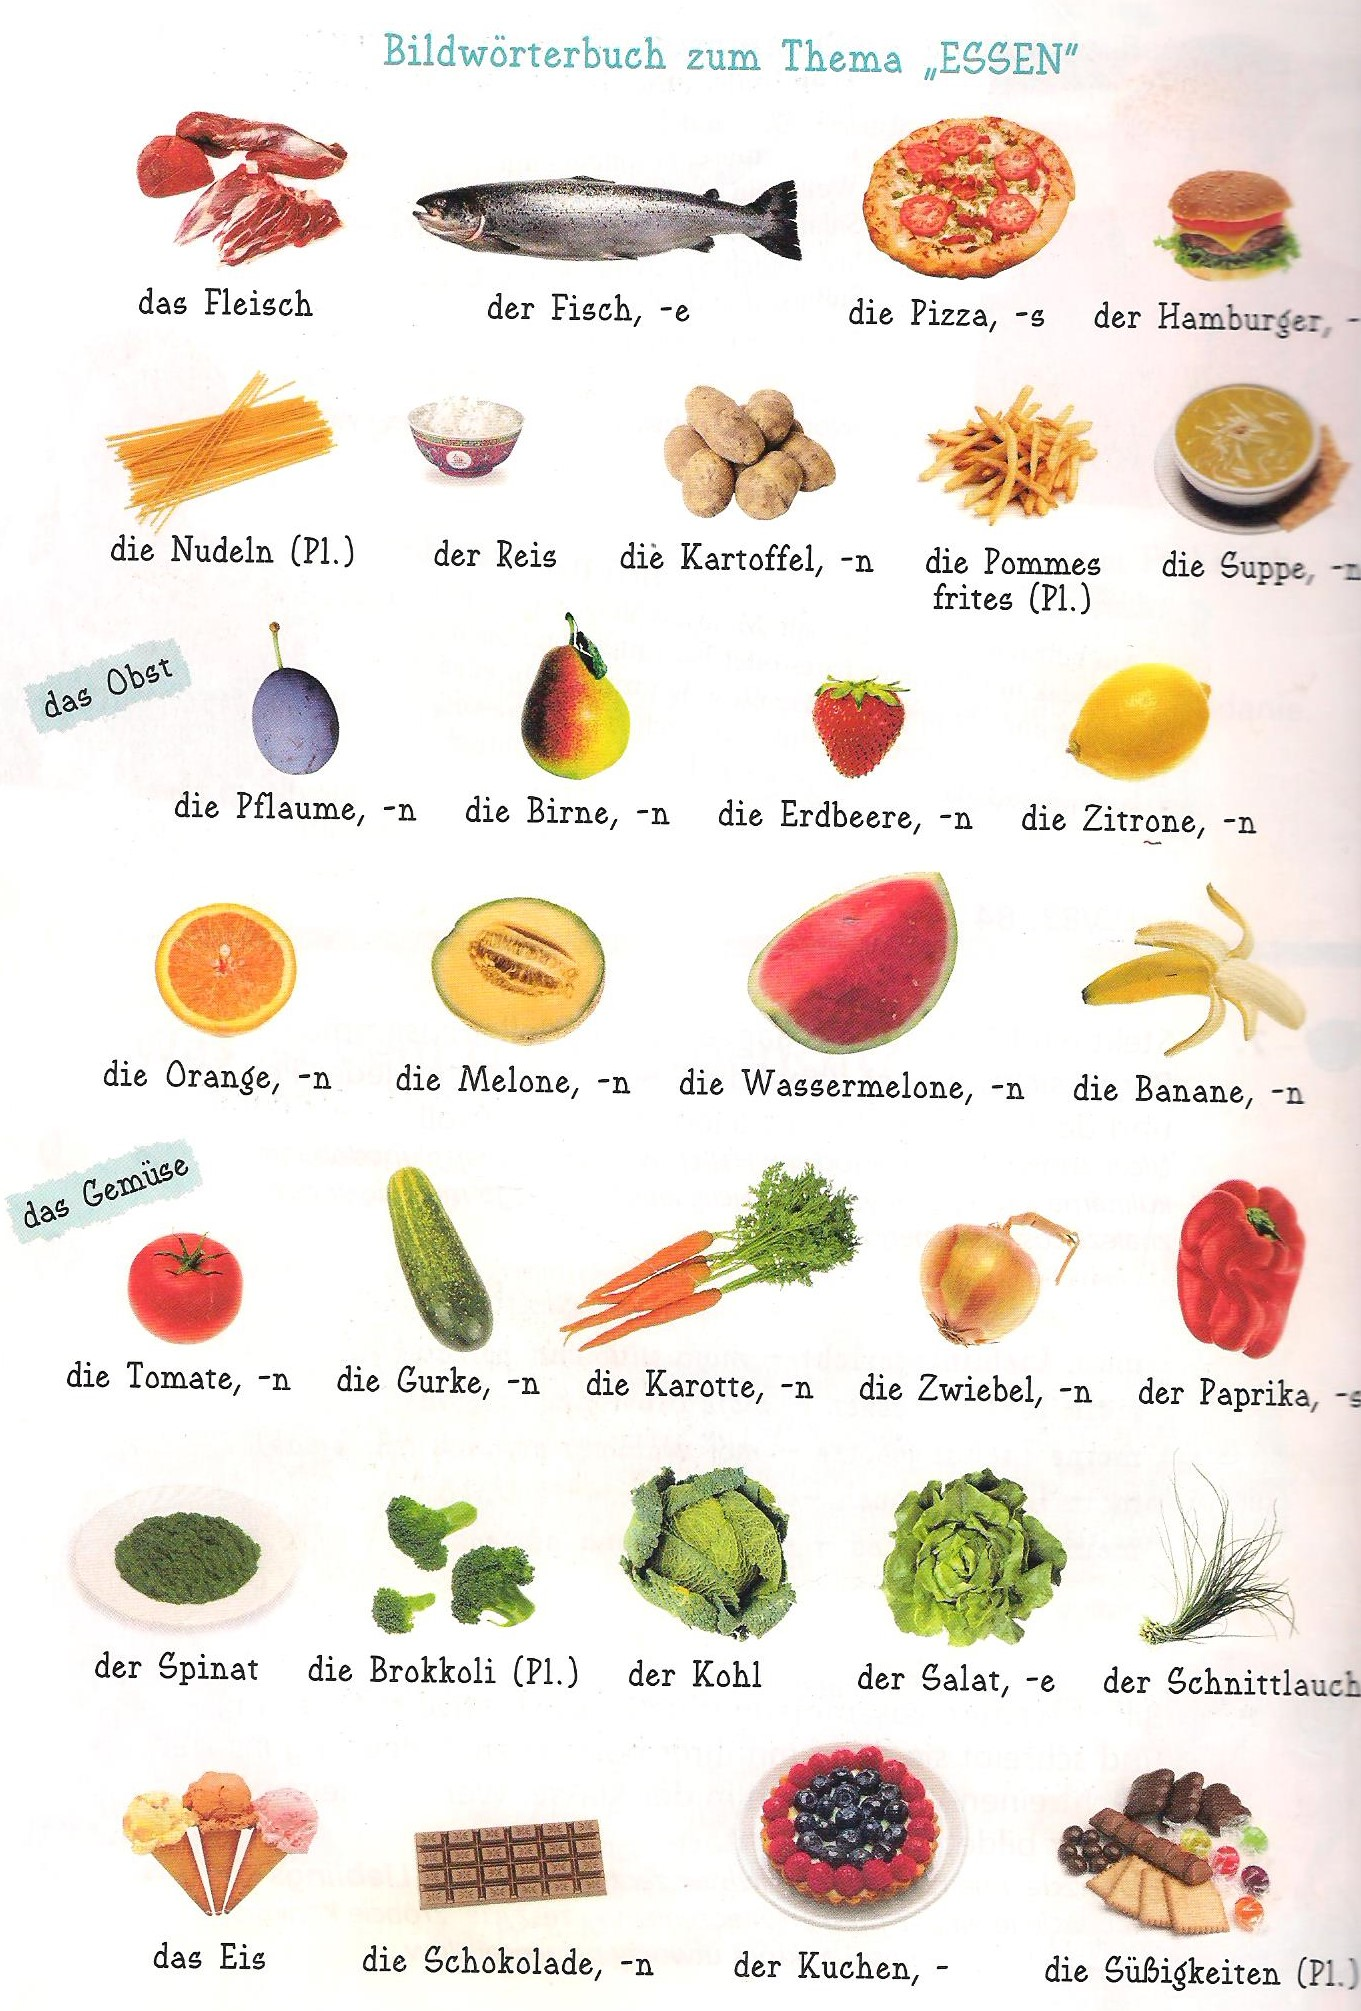 Bildwörterbuch zum Thema „ESSEN“
das Fleisch
der Fisch, -e
die Pizza, -s
der Hamburger, -
die Nudeln (Pl.)
der Reis
die Kartoffel, -n
die Pommes
frites (Pl.)
die Suppe, -n
das Obst
die Pflaume, -n
die Birne, -n
die Erdbeere, -n
die Zitrone, -n
die Orange, -n
die Melone, -n
die Wassermelone, -n
die Banane, -n
das Gemüse
die Tomate, -n
die Gurke, -n
die Karotte, -n
die Zwiebel, -n
der Paprika, -s
der Spinat
die Brokkoli (Pl.)
der Kohl
der Salat, -e
der Schnittlauch
das Eis
die Schokolade, -n
der Kuchen, -
die Süßigkeiten (Pl.)